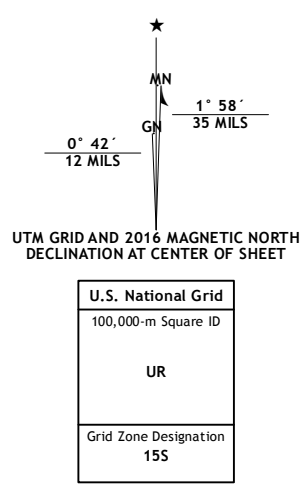 ★
MN
1° 58´
35 MILS
GN
0° 42´
12 MILS
UTM GRID AND 2016 MAGNETIC NORTH
DECLINATION AT CENTER OF SHEET
U.S. National Grid
100,000-m Square ID
UR
Grid Zone Designation
15S